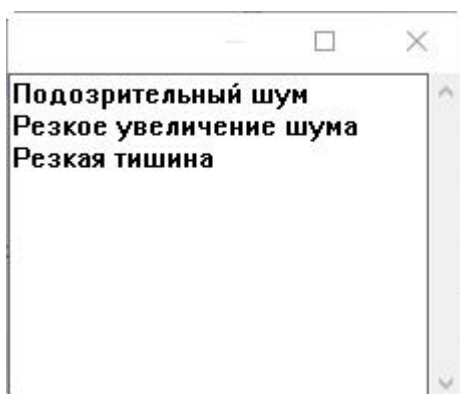 Подозрительный шум
Резкое увеличение шума
Резкая тишина